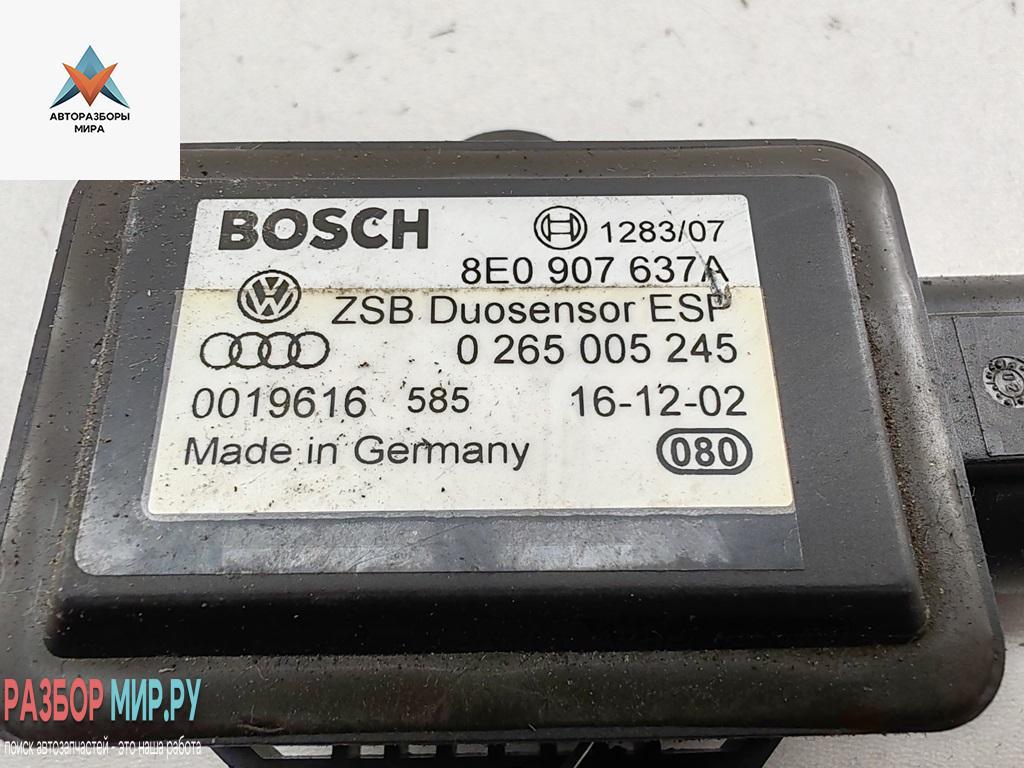 АВТОРАЗБОРЫ
МИРА
BOSCH
1283/07
8E0 907 637A
ZSB Duosensor ESP
0 265 005 245
0019616 585 16-12-02
Made in Germany
080
РАЗБОР МИР.РУ
поиск автозапчастей - это наша работа